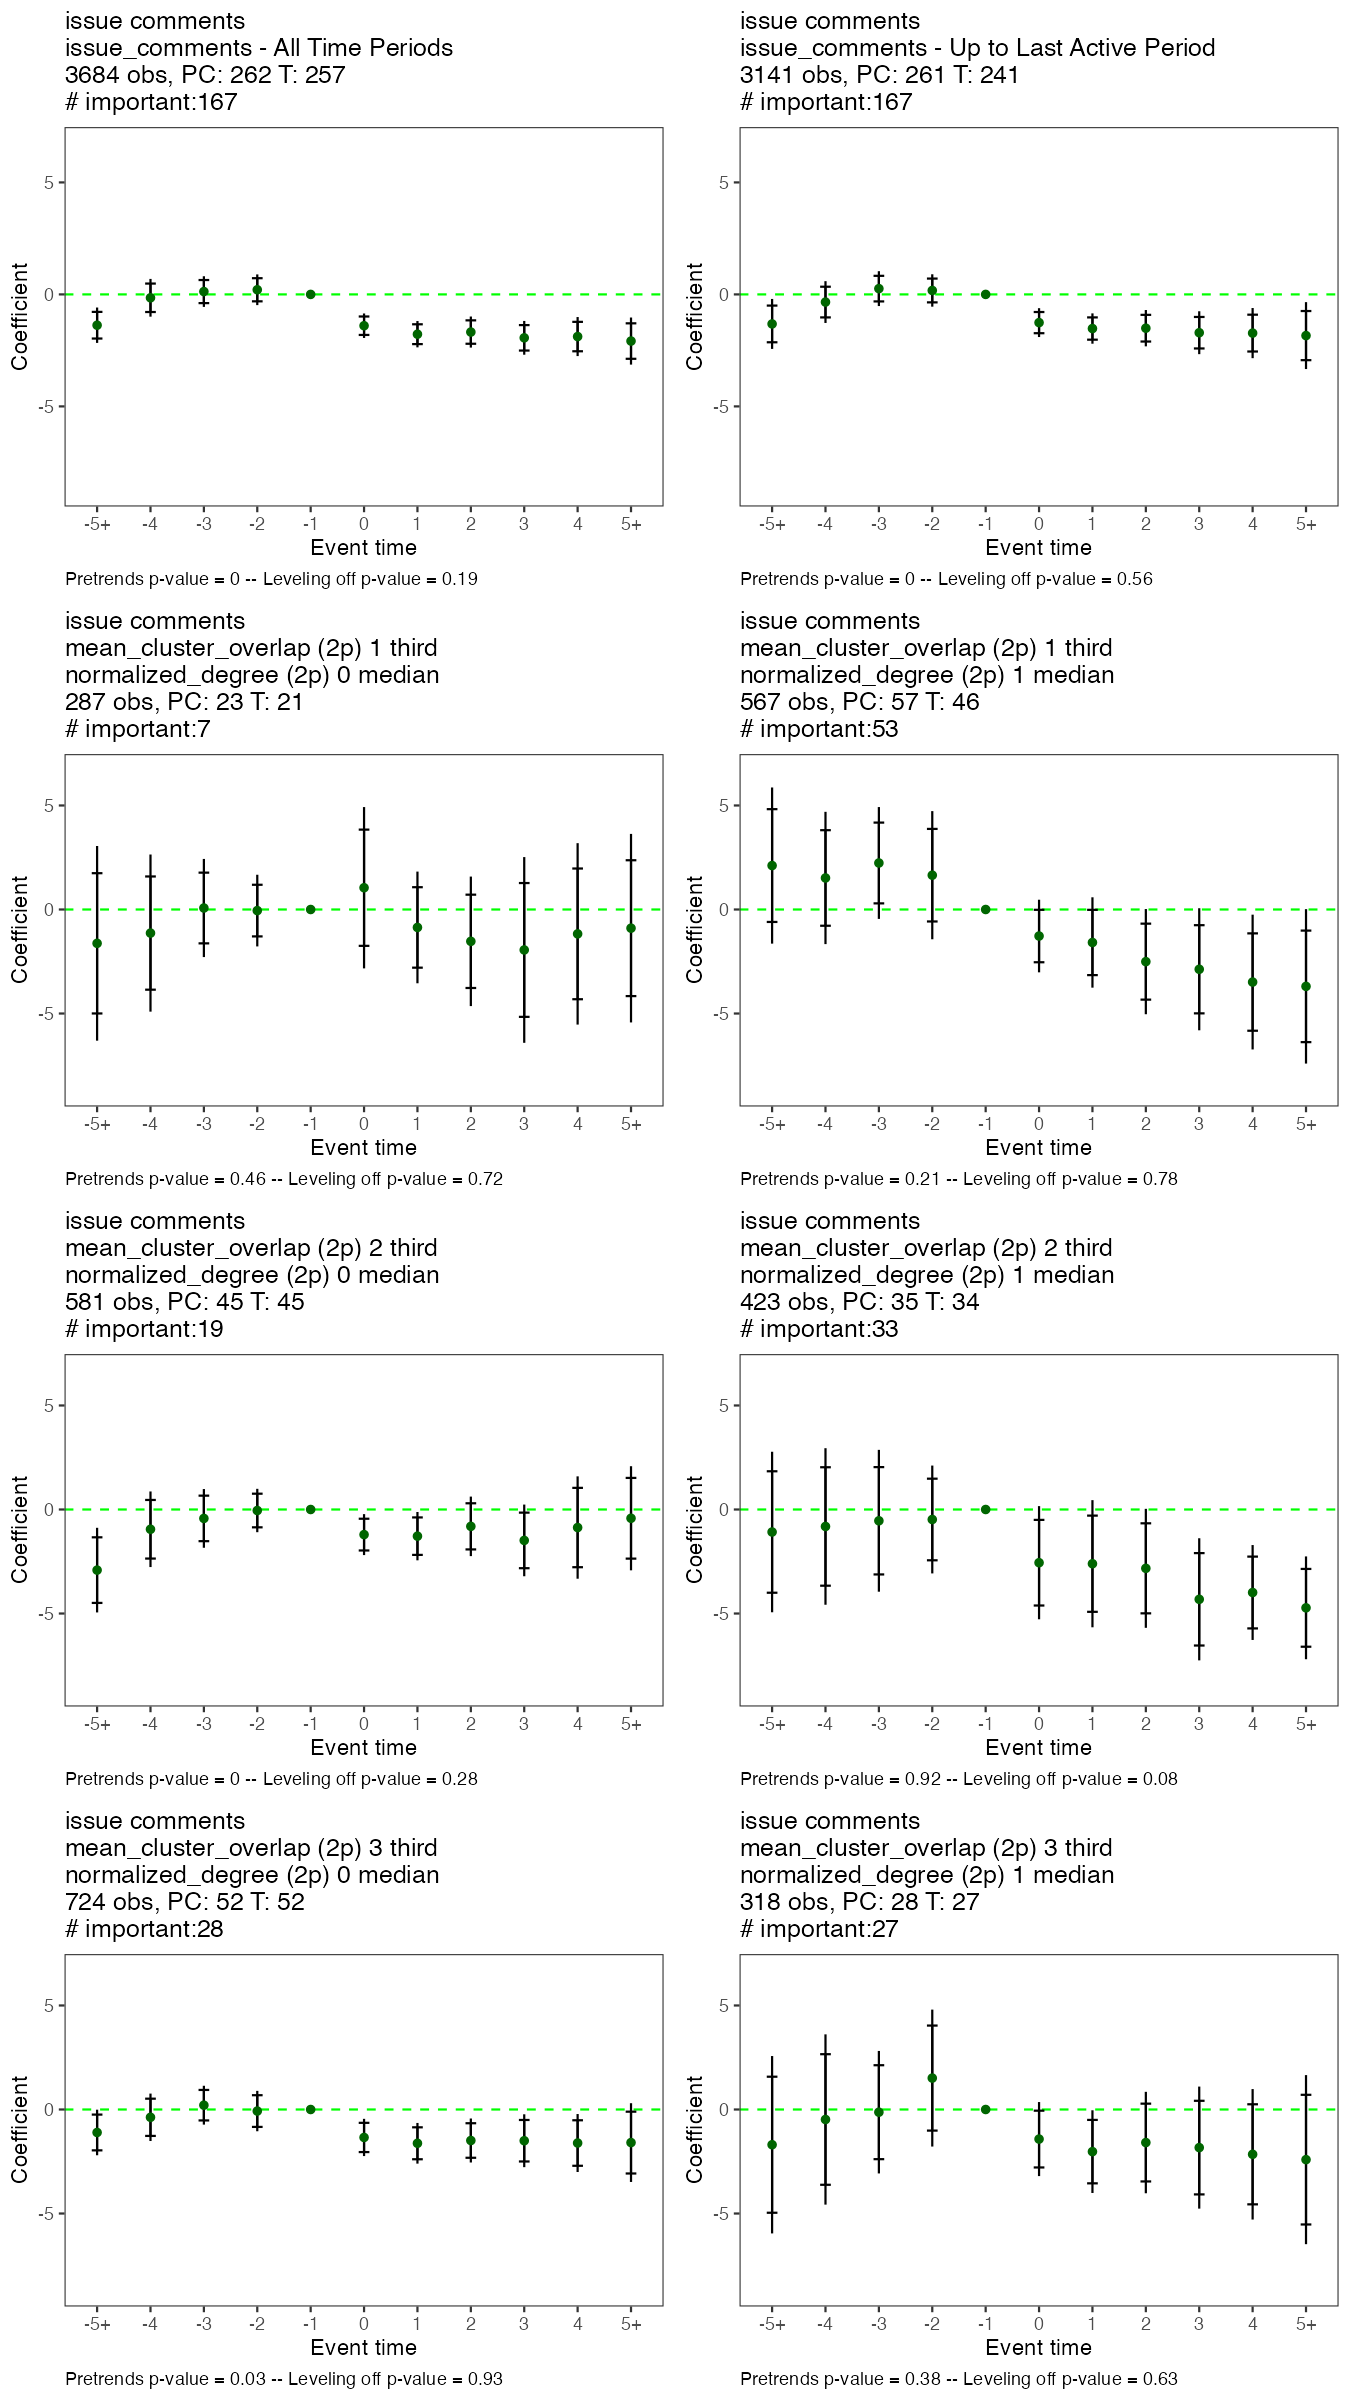 issue comments
issue_comments - All Time Periods
3684 obs, PC: 262 T: 257
# important:167
5
0
-5
Coefficient
-5+ -4 -3 -2 -1 0 1 2 3 4 5+
Event time
Pretrends p-value = 0 -- Leveling off p-value = 0.19
issue comments
issue_comments - Up to Last Active Period
3141 obs, PC: 261 T: 241
# important:167
5
0
-5
Coefficient
-5+ -4 -3 -2 -1 0 1 2 3 4 5+
Event time
Pretrends p-value = 0 -- Leveling off p-value = 0.56
issue comments
mean_cluster_overlap (2p) 1 third
normalized_degree (2p) 0 median
287 obs, PC: 23 T: 21
# important:7
5
0
-5
Coefficient
-5+ -4 -3 -2 -1 0 1 2 3 4 5+
Event time
Pretrends p-value = 0.46 -- Leveling off p-value = 0.72
issue comments
mean_cluster_overlap (2p) 1 third
normalized_degree (2p) 1 median
567 obs, PC: 57 T: 46
# important:53
5
0
-5
Coefficient
-5+ -4 -3 -2 -1 0 1 2 3 4 5+
Event time
Pretrends p-value = 0.21 -- Leveling off p-value = 0.78
issue comments
mean_cluster_overlap (2p) 2 third
normalized_degree (2p) 0 median
581 obs, PC: 45 T: 45
# important:19
5
0
-5
Coefficient
-5+ -4 -3 -2 -1 0 1 2 3 4 5+
Event time
Pretrends p-value = 0 -- Leveling off p-value = 0.28
issue comments
mean_cluster_overlap (2p) 2 third
normalized_degree (2p) 1 median
423 obs, PC: 35 T: 34
# important:33
5
0
-5
Coefficient
-5+ -4 -3 -2 -1 0 1 2 3 4 5+
Event time
Pretrends p-value = 0.92 -- Leveling off p-value = 0.08
issue comments
mean_cluster_overlap (2p) 3 third
normalized_degree (2p) 0 median
724 obs, PC: 52 T: 52
# important:28
5
0
-5
Coefficient
-5+ -4 -3 -2 -1 0 1 2 3 4 5+
Event time
Pretrends p-value = 0.03 -- Leveling off p-value = 0.93
issue comments
mean_cluster_overlap (2p) 3 third
normalized_degree (2p) 1 median
318 obs, PC: 28 T: 27
# important:27
5
0
-5
Coefficient
-5+ -4 -3 -2 -1 0 1 2 3 4 5+
Event time
Pretrends p-value = 0.38 -- Leveling off p-value = 0.63